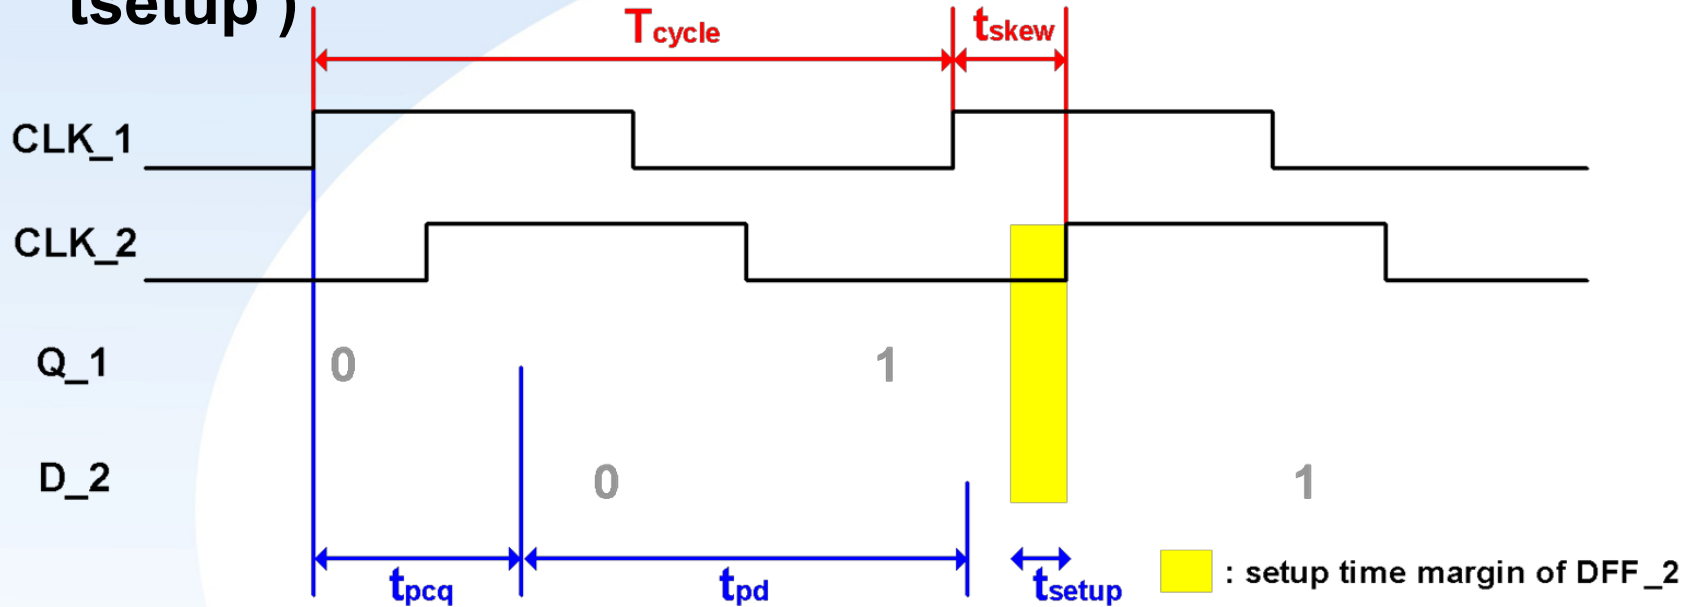 tsetup )
Tcycle
tskew
CLK_1
CLK_2
Q_1
0
1
D_2
0
1
tpcq
tpd
tsetup
: setup time margin of DFF_2